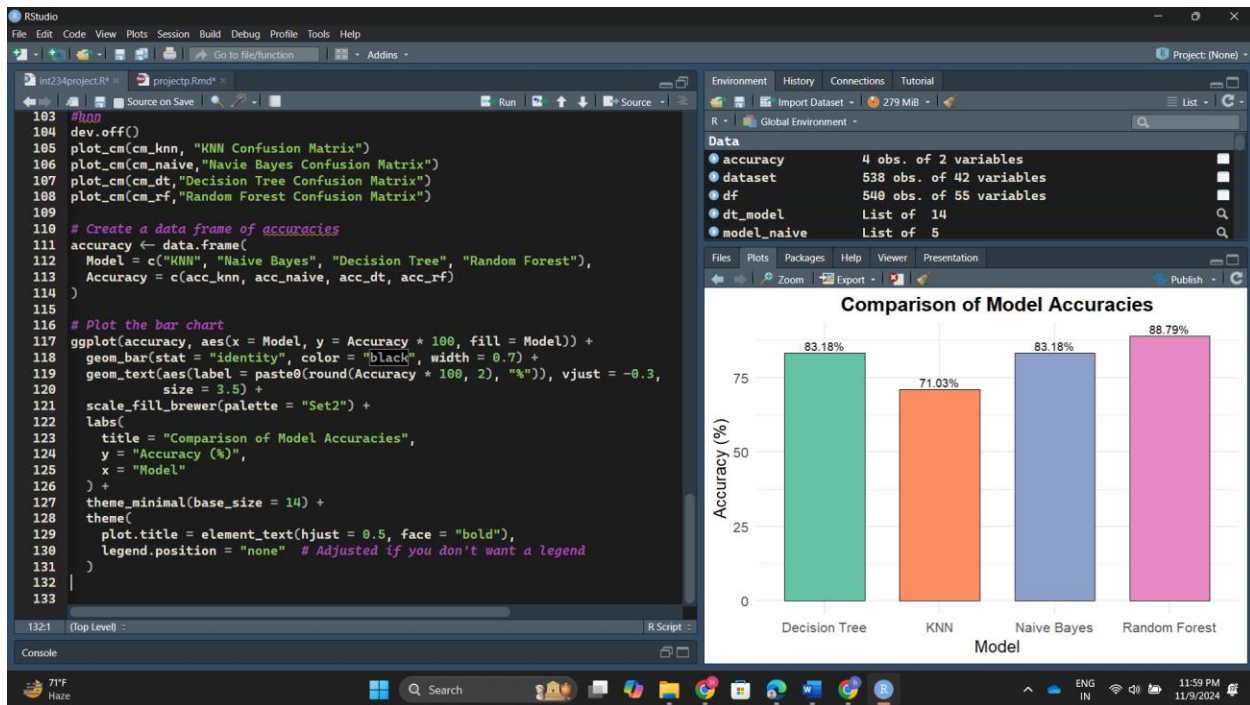 RStudio
File Edit Code View Plots Session Build Debug Profile Tools Help
Go to file/function
Addins
Project: (None)
int234project.R*
projectp.Rmd*
Source on Save
Run
Source
103 #hnn
104 dev.off()
105 plot_cm(cm_knn, "KNN Confusion Matrix")
106 plot_cm(cm_naive,"Navie Bayes Confusion Matrix")
107 plot_cm(cm_dt,"Decision Tree Confusion Matrix")
108 plot_cm(cm_rf,"Random Forest Confusion Matrix")
109
110 # Create a data frame of accuracies
111 accuracy ← data.frame(
112 Model = c("KNN", "Naive Bayes", "Decision Tree", "Random Forest"),
113 Accuracy = c(acc_knn, acc_naive, acc_dt, acc_rf)
114 )
115
116 # Plot the bar chart
117 ggplot(accuracy, aes(x = Model, y = Accuracy * 100, fill = Model)) +
118 geom_bar(stat = "identity", color = "black", width = 0.7) +
119 geom_text(aes(label = paste0(round(Accuracy * 100, 2), "%")), vjust = -0.3,
120 size = 3.5) +
121 scale_fill_brewer(palette = "Set2") +
122 labs(
123 title = "Comparison of Model Accuracies",
124 y = "Accuracy (%)",
125 x = "Model"
126 ) +
127 theme_minimal(base_size = 14) +
128 theme(
129 plot.title = element_text(hjust = 0.5, face = "bold"),
130 legend.position = "none" # Adjusted if you don't want a legend
131 )
132
133
132:1 (Top Level)
R Script
Console
Environment History Connections Tutorial
Import Dataset
279 MiB
List
R
Global Environment
Data
accuracy 4 obs. of 2 variables
dataset 538 obs. of 42 variables
df 540 obs. of 55 variables
dt_model List of 14
model_naive List of 5
Files Plots Packages Help Viewer Presentation
Zoom
Export
Publish
Comparison of Model Accuracies
88.79%
83.18%
83.18%
71.03%
75
50
25
0
Accuracy (%)
Decision Tree KNN Naive Bayes Random Forest
Model
71°F
Haze
Search
ENG
IN
11:59 PM
11/9/2024